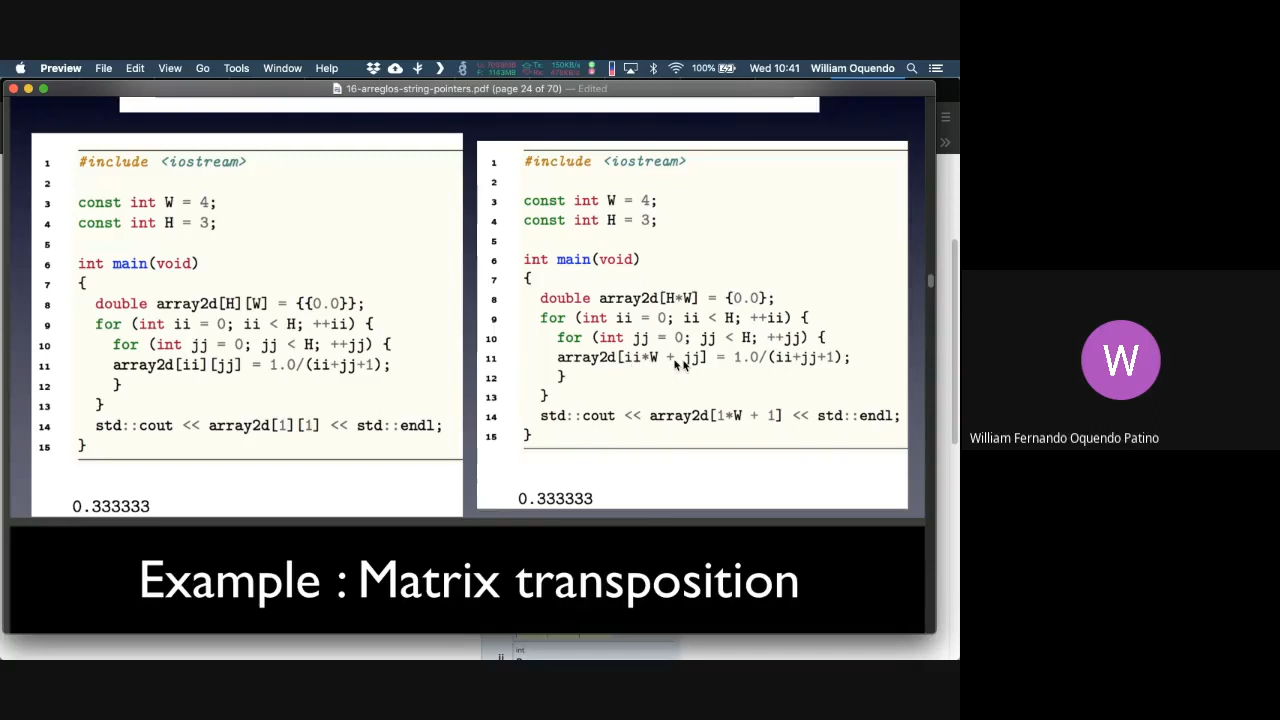 Preview File Edit View Go Tools Window Help 100% Wed 10:41 William Oquendo
16-arreglos-string-pointers.pdf (page 24 of 70) — Edited
1 #include <iostream>
2
3 const int W = 4;
4 const int H = 3;
5
6 int main(void)
7 {
8 double array2d[H][W] = {{0.0}};
9 for (int ii = 0; ii < H; ++ii) {
10 for (int jj = 0; jj < H; ++jj) {
11 array2d[ii][jj] = 1.0/(ii+jj+1);
12 }
13 }
14 std::cout << array2d[1][1] << std::endl;
15 }
0.333333
1 #include <iostream>
2
3 const int W = 4;
4 const int H = 3;
5
6 int main(void)
7 {
8 double array2d[H*W] = {0.0};
9 for (int ii = 0; ii < H; ++ii) {
10 for (int jj = 0; jj < H; ++jj) {
11 array2d[ii*W + jj] = 1.0/(ii+jj+1);
12 }
13 }
14 std::cout << array2d[1*W + 1] << std::endl;
15 }
0.333333
Example : Matrix transposition
int
W
William Fernando Oquendo Patino